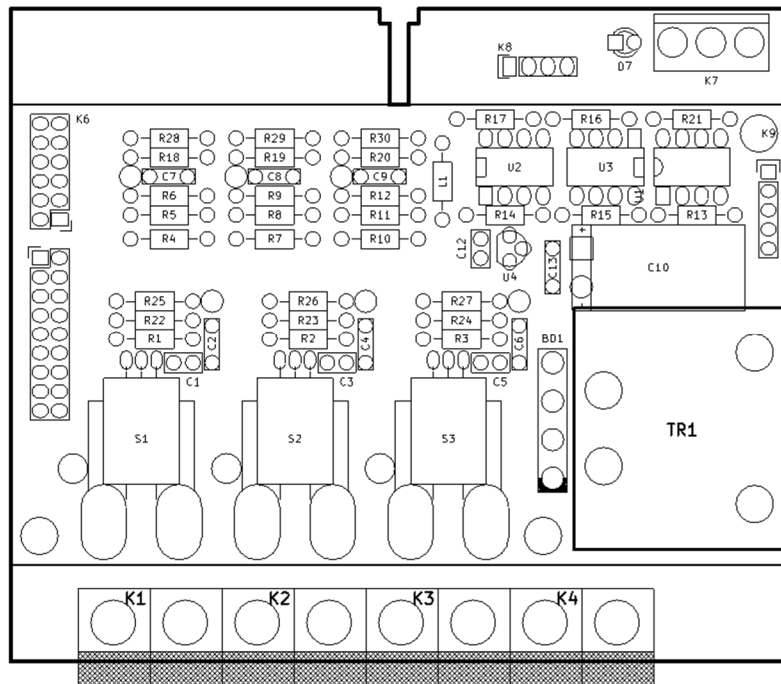 K8
D7
K7
K6
R17 R16 R21
K9
R28 R29 R30
R18 R19 R20
C7 C8 C9
L1
U2 U3
U1
R6 R9 R12
R5 R8 R11
R14 R15 R13
R4 R7 R10
C12
U4
C13
+
C10
-
R25 R26 R27
R22 R23 R24
R1 R2 R3
C2 C4 C6
BD1
C1 C3 C5
S1 S2 S3
TR1
K1 K2 K3 K4